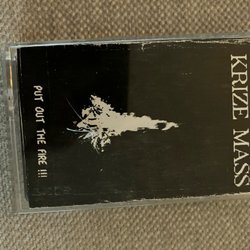 KRIZE MASS
PUT OUT THE FIRE !!!